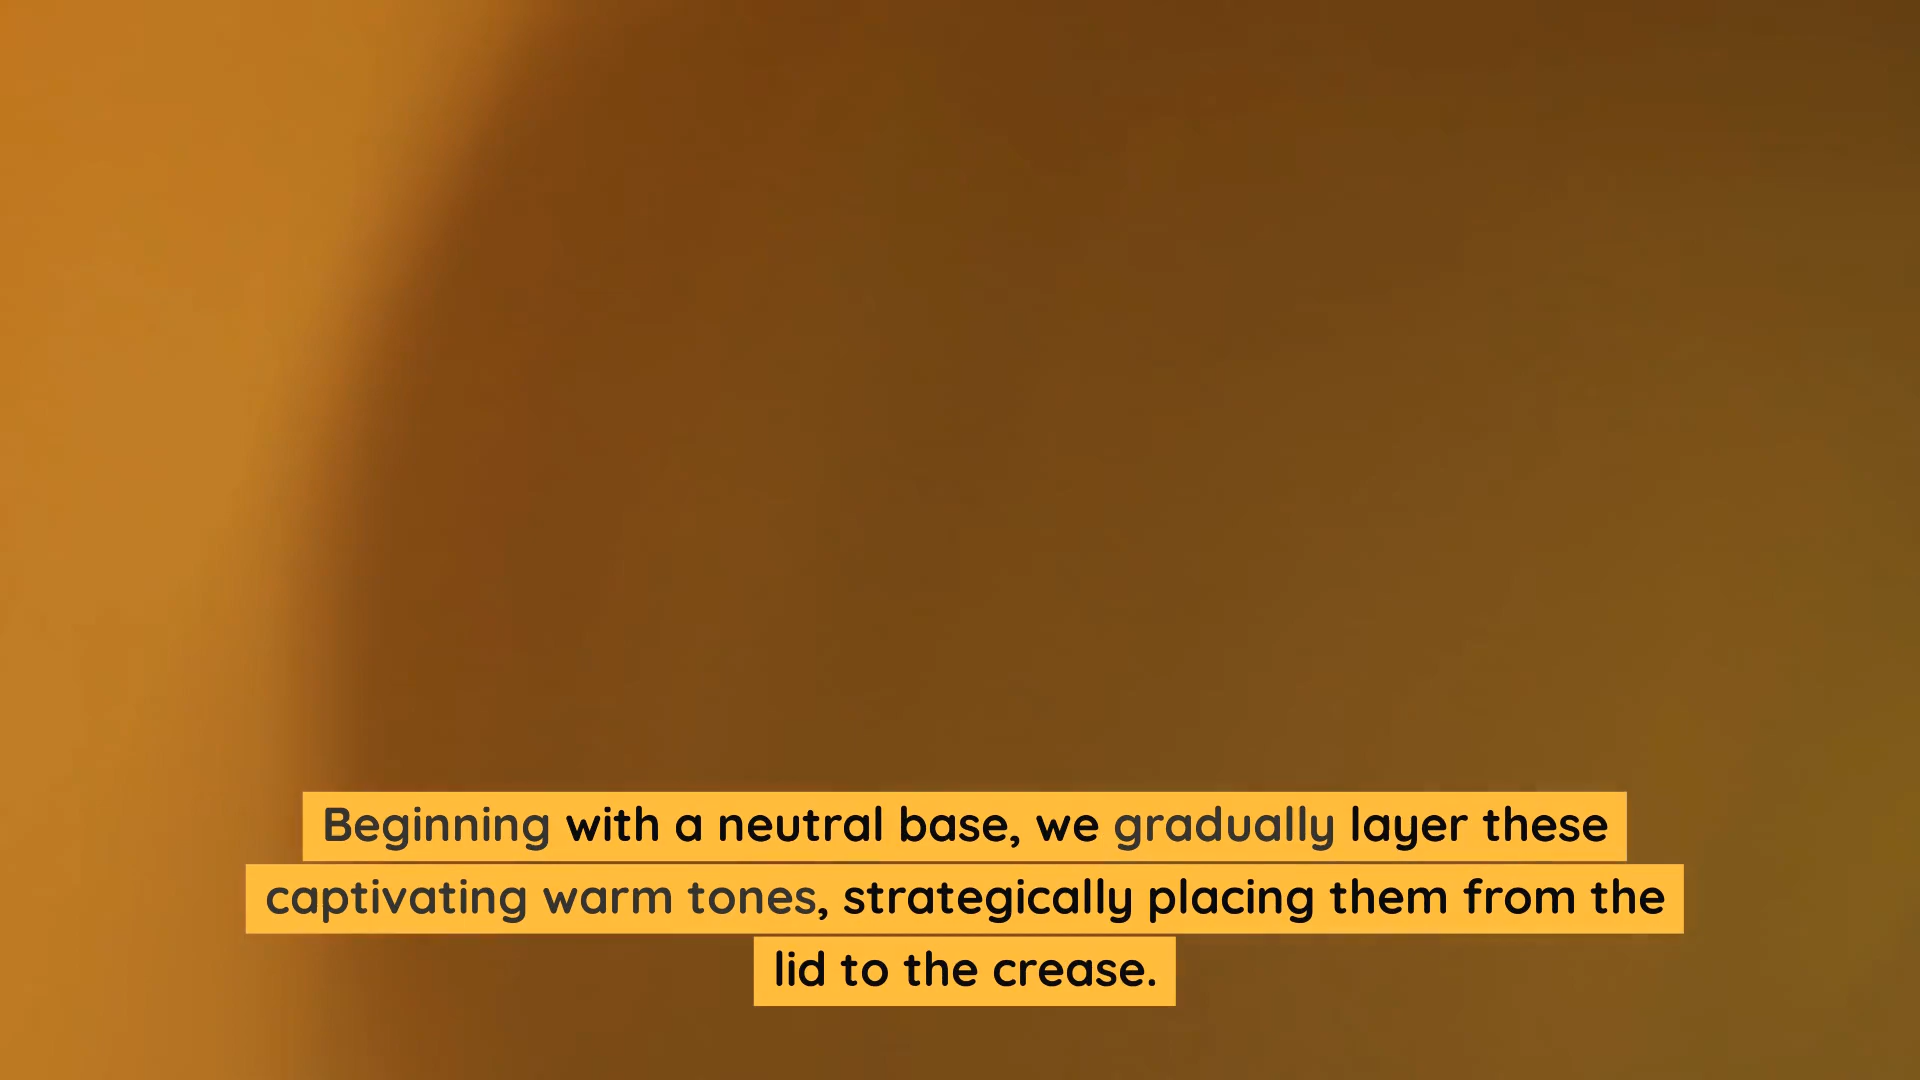 Beginning with a neutral base, we gradually layer these
captivating warm tones, strategically placing them from the
lid to the crease.